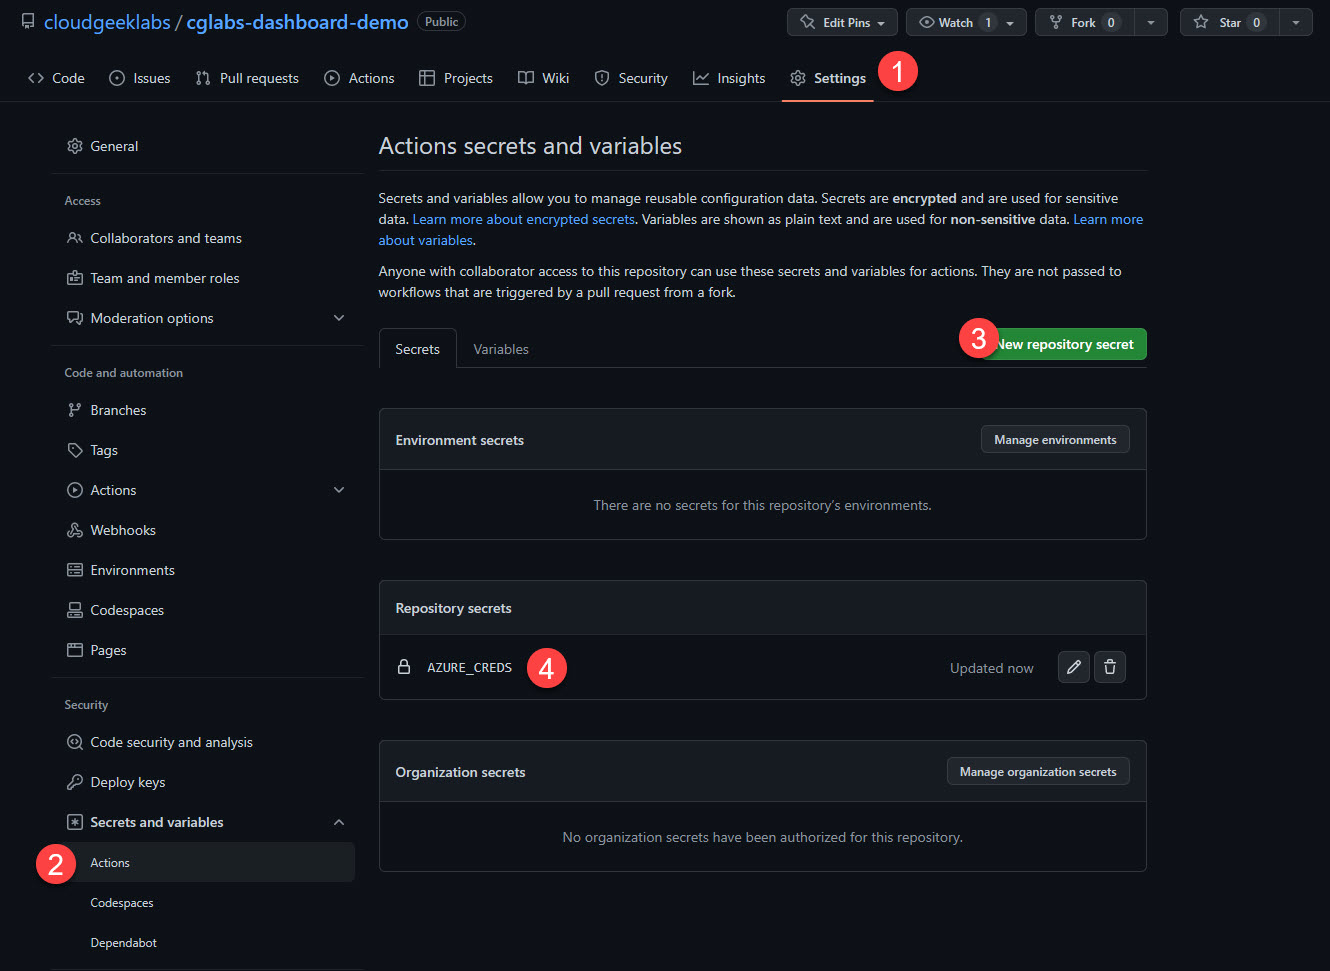 cloudgeeklabs / cglabs-dashboard-demo Public Edit Pins Watch 1 Fork 0 Star 0
Code Issues Pull requests Actions Projects Wiki Security Insights Settings 1
General
Access
Collaborators and teams
Team and member roles
Moderation options
Code and automation
Branches
Tags
Actions
Webhooks
Environments
Codespaces
Pages
Security
Code security and analysis
Deploy keys
Secrets and variables
2 Actions
Codespaces
Dependabot
Actions secrets and variables
Secrets and variables allow you to manage reusable configuration data. Secrets are encrypted and are used for sensitive
data. Learn more about encrypted secrets. Variables are shown as plain text and are used for non-sensitive data. Learn more
about variables.
Anyone with collaborator access to this repository can use these secrets and variables for actions. They are not passed to
workflows that are triggered by a pull request from a fork.
Secrets Variables 3 New repository secret
Environment secrets Manage environments
There are no secrets for this repository's environments.
Repository secrets
AZURE_CREDS 4 Updated now
Organization secrets Manage organization secrets
No organization secrets have been authorized for this repository.